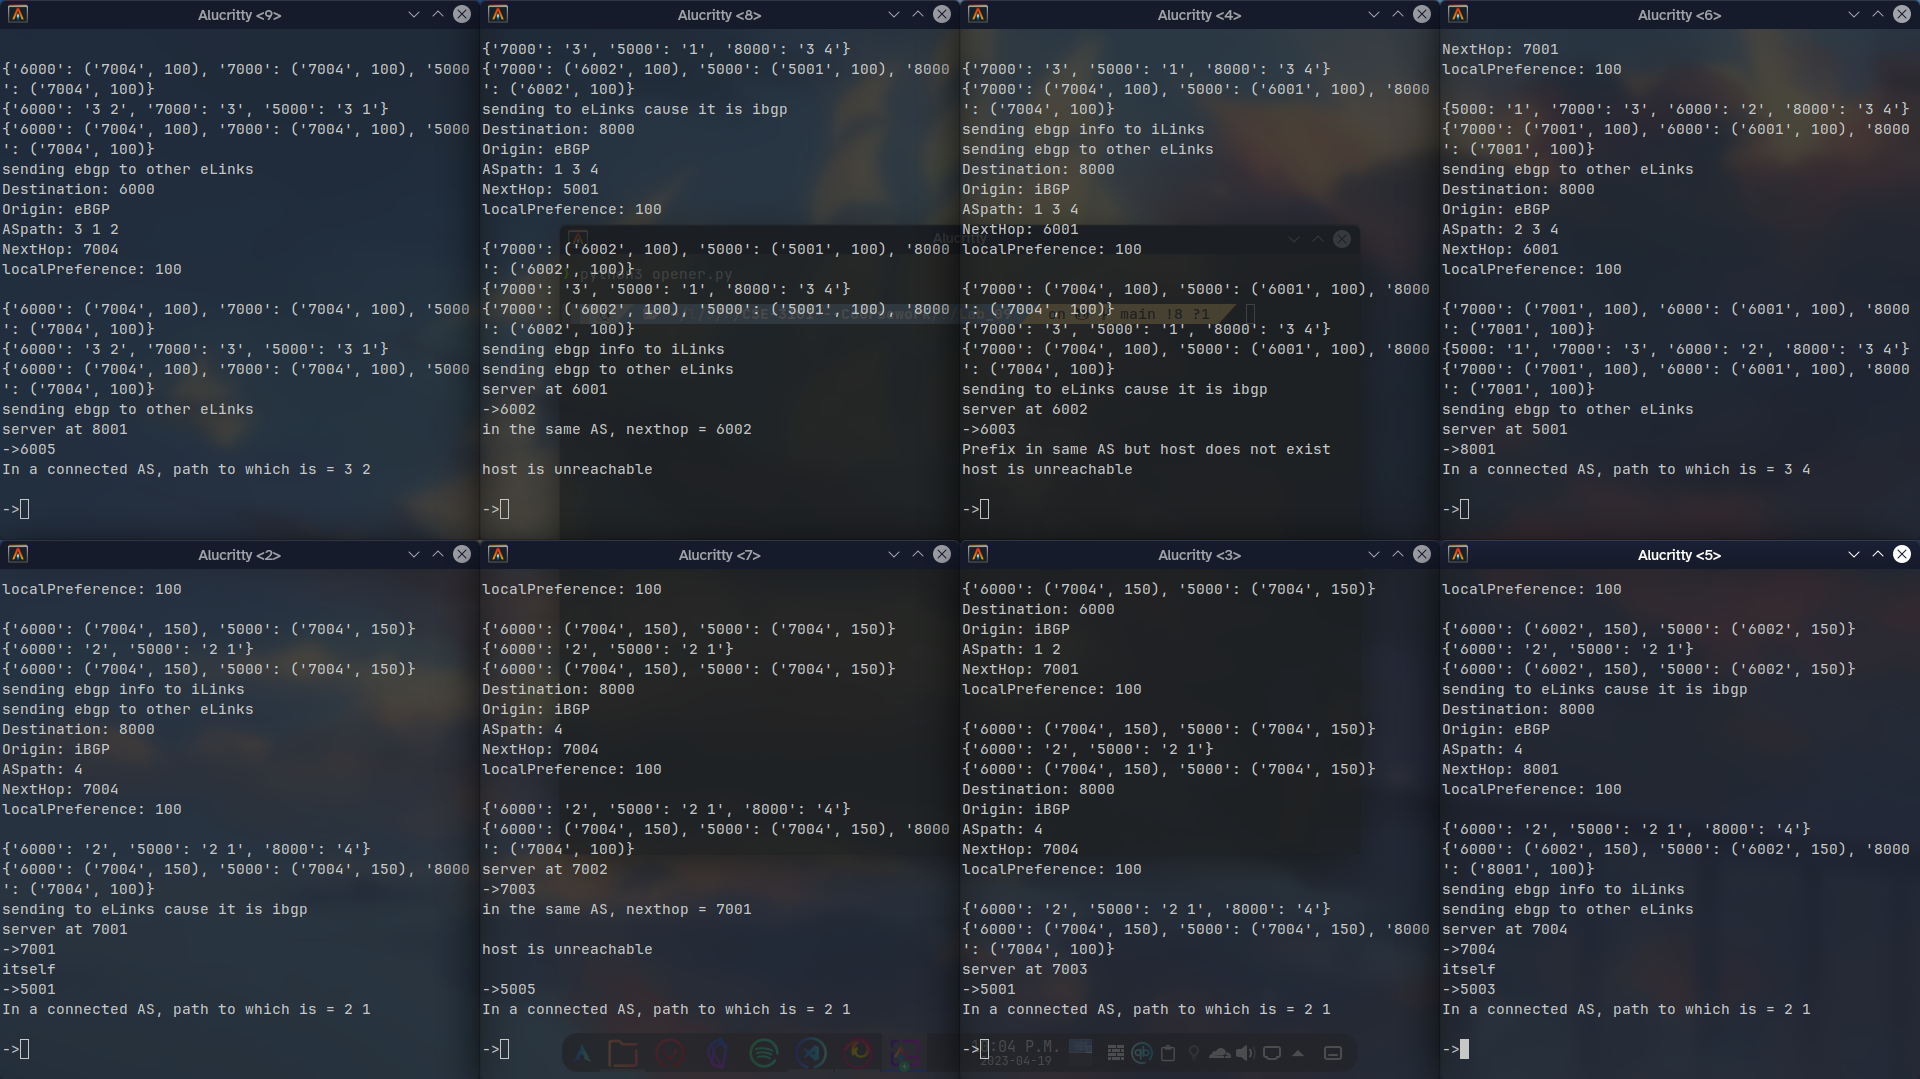 Alucritty <9>
{'6000': ('7004', 100), '7000': ('7004', 100), '5000
': ('7004', 100)}
{'6000': '3 2', '7000': '3', '5000': '3 1'}
{'6000': ('7004', 100), '7000': ('7004', 100), '5000
': ('7004', 100)}
sending ebgp to other eLinks
Destination: 6000
Origin: eBGP
ASpath: 3 1 2
NextHop: 7004
localPreference: 100
{'6000': ('7004', 100), '7000': ('7004', 100), '5000
': ('7004', 100)}
{'6000': '3 2', '7000': '3', '5000': '3 1'}
{'6000': ('7004', 100), '7000': ('7004', 100), '5000
': ('7004', 100)}
sending ebgp to other eLinks
server at 8001
->6005
In a connected AS, path to which is = 3 2
->
Alucritty <8>
{'7000': '3', '5000': '1', '8000': '3 4'}
{'7000': ('6002', 100), '5000': ('5001', 100), '8000
': ('6002', 100)}
sending to eLinks cause it is ibgp
Destination: 8000
Origin: eBGP
ASpath: 1 3 4
NextHop: 5001
localPreference: 100
{'7000': ('6002', 100), '5000': ('5001', 100), '8000
': ('6002', 100)}
{'7000': '3', '5000': '1', '8000': '3 4'}
{'7000': ('6002', 100), '5000': ('5001', 100), '8000
': ('6002', 100)}
sending ebgp info to iLinks
sending ebgp to other eLinks
server at 6001
->6002
in the same AS, nexthop = 6002
host is unreachable
->
Alucritty
python3 opener.py
main !8 ?1
Alucritty <4>
{'7000': '3', '5000': '1', '8000': '3 4'}
{'7000': ('7004', 100), '5000': ('6001', 100), '8000
': ('7004', 100)}
sending ebgp info to iLinks
sending ebgp to other eLinks
Destination: 8000
Origin: iBGP
ASpath: 1 3 4
NextHop: 6001
localPreference: 100
{'7000': ('7004', 100), '5000': ('6001', 100), '8000
': ('7004', 100)}
{'7000': '3', '5000': '1', '8000': '3 4'}
{'7000': ('7004', 100), '5000': ('6001', 100), '8000
': ('7004', 100)}
sending to eLinks cause it is ibgp
server at 6002
->6003
Prefix in same AS but host does not exist
host is unreachable
->
Alucritty <6>
NextHop: 7001
localPreference: 100
{5000: '1', '7000': '3', '6000': '2', '8000': '3 4'}
{'7000': ('7001', 100), '6000': ('6001', 100), '8000
': ('7001', 100)}
sending ebgp to other eLinks
Destination: 8000
Origin: eBGP
ASpath: 2 3 4
NextHop: 6001
localPreference: 100
{'7000': ('7001', 100), '6000': ('6001', 100), '8000
': ('7001', 100)}
{5000: '1', '7000': '3', '6000': '2', '8000': '3 4'}
{'7000': ('7001', 100), '6000': ('6001', 100), '8000
': ('7001', 100)}
sending ebgp to other eLinks
server at 5001
->8001
In a connected AS, path to which is = 3 4
->
Alucritty <2>
localPreference: 100
{'6000': ('7004', 150), '5000': ('7004', 150)}
{'6000': '2', '5000': '2 1'}
{'6000': ('7004', 150), '5000': ('7004', 150)}
sending ebgp info to iLinks
sending ebgp to other eLinks
Destination: 8000
Origin: iBGP
ASpath: 4
NextHop: 7004
localPreference: 100
{'6000': '2', '5000': '2 1', '8000': '4'}
{'6000': ('7004', 150), '5000': ('7004', 150), '8000
': ('7004', 100)}
sending to eLinks cause it is ibgp
server at 7001
->7001
itself
->5001
In a connected AS, path to which is = 2 1
->
Alucritty <7>
localPreference: 100
{'6000': ('7004', 150), '5000': ('7004', 150)}
{'6000': '2', '5000': '2 1'}
{'6000': ('7004', 150), '5000': ('7004', 150)}
Destination: 8000
Origin: iBGP
ASpath: 4
NextHop: 7004
localPreference: 100
{'6000': '2', '5000': '2 1', '8000': '4'}
{'6000': ('7004', 150), '5000': ('7004', 150), '8000
': ('7004', 100)}
server at 7002
->7003
in the same AS, nexthop = 7001
host is unreachable
->5005
In a connected AS, path to which is = 2 1
->
Alucritty <3>
{'6000': ('7004', 150), '5000': ('7004', 150)}
Destination: 6000
Origin: iBGP
ASpath: 1 2
NextHop: 7001
localPreference: 100
{'6000': ('7004', 150), '5000': ('7004', 150)}
{'6000': '2', '5000': '2 1'}
{'6000': ('7004', 150), '5000': ('7004', 150)}
Destination: 8000
Origin: iBGP
ASpath: 4
NextHop: 7004
localPreference: 100
{'6000': '2', '5000': '2 1', '8000': '4'}
{'6000': ('7004', 150), '5000': ('7004', 150), '8000
': ('7004', 100)}
server at 7003
->5001
In a connected AS, path to which is = 2 1
->
P.M.
2023-04-19
Alucritty <5>
localPreference: 100
{'6000': ('6002', 150), '5000': ('6002', 150)}
{'6000': '2', '5000': '2 1'}
{'6000': ('6002', 150), '5000': ('6002', 150)}
sending to eLinks cause it is ibgp
Destination: 8000
Origin: eBGP
ASpath: 4
NextHop: 8001
localPreference: 100
{'6000': '2', '5000': '2 1', '8000': '4'}
{'6000': ('6002', 150), '5000': ('6002', 150), '8000
': ('8001', 100)}
sending ebgp info to iLinks
sending ebgp to other eLinks
server at 7004
->7004
itself
->5003
In a connected AS, path to which is = 2 1
->